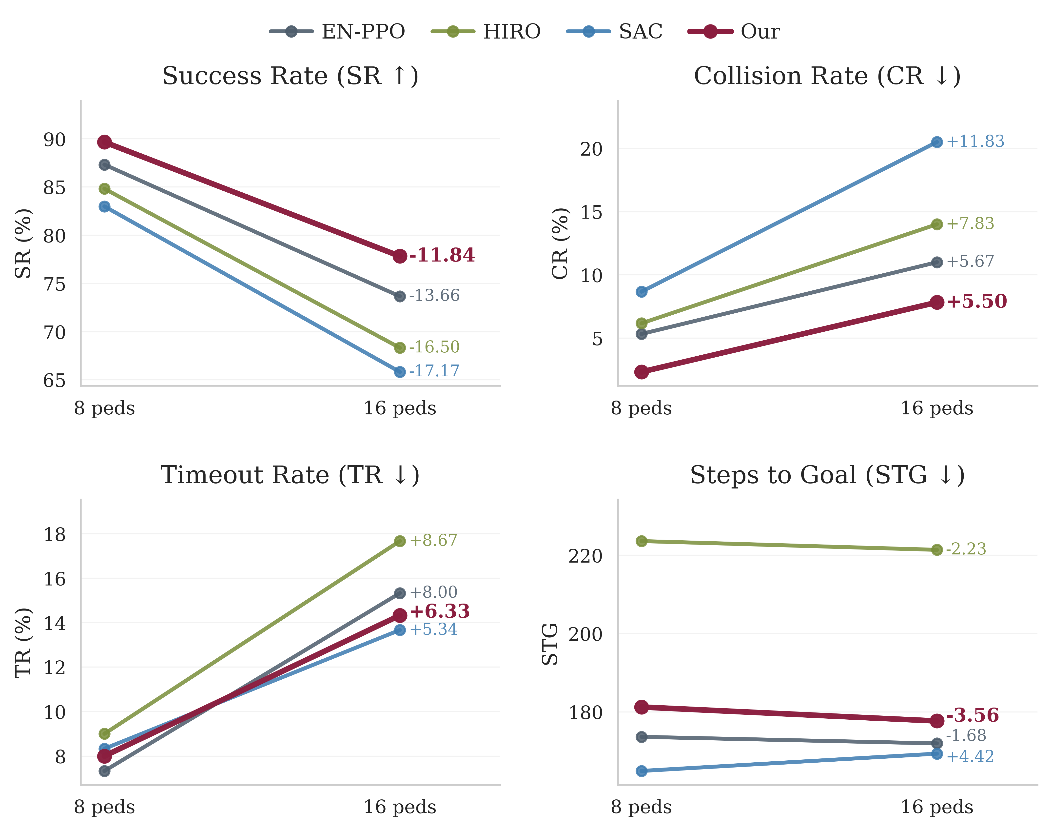 EN-PPO HIRO SAC Our
Success Rate (SR ↑)
SR (%)
90
85
80
75
70
65
-11.84
-13.66
-16.50
-17.17
8 peds 16 peds
Collision Rate (CR ↓)
CR (%)
20
15
10
5
+11.83
+7.83
+5.67
+5.50
8 peds 16 peds
Timeout Rate (TR ↓)
TR (%)
18
16
14
12
10
8
+8.67
+8.00
+6.33
+5.34
8 peds 16 peds
Steps to Goal (STG ↓)
STG
220
200
180
-2.23
-3.56
-1.68
+4.42
8 peds 16 peds